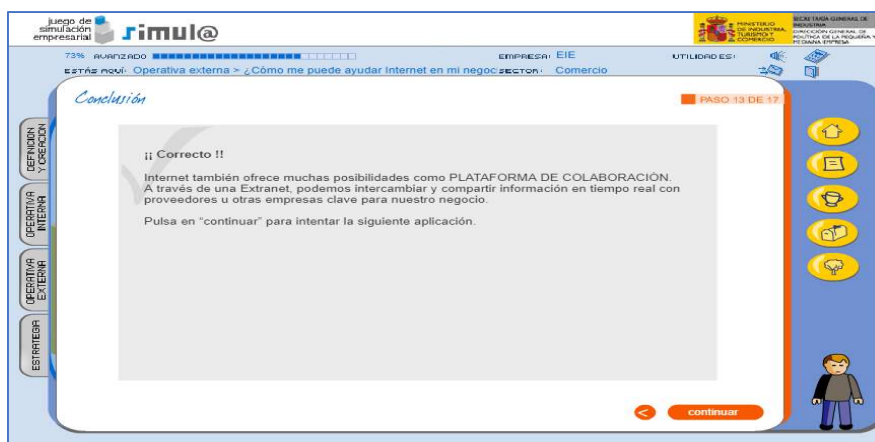 juego de
simulación
empresarial
simul@
MINISTERIO
DE INDUSTRIA,
TURISMO Y
COMERCIO
SECRETARÍA GENERAL DE
INDUSTRIA
DIRECCIÓN GENERAL DE
POLÍTICA DE LA PEQUEÑA Y
MEDIANA EMPRESA
73% AVANZADO
EMPRESA: EIE
UTILIDADES:
ESTÁS AQUÍ: Operativa externa > ¿Cómo me puede ayudar Internet en mi negoc
SECTOR: Comercio
Conclusión
PASO 13 DE 17
DEFINICION
Y CREACION
OPERATIVA
INTERNA
OPERATIVA
EXTERNA
ESTRATEGIA
¡¡ Correcto !!
Internet también ofrece muchas posibilidades como PLATAFORMA DE COLABORACIÓN.
A través de una Extranet, podemos intercambiar y compartir información en tiempo real con
proveedores u otras empresas clave para nuestro negocio.
Pulsa en "continuar" para intentar la siguiente aplicación.
<
continuar